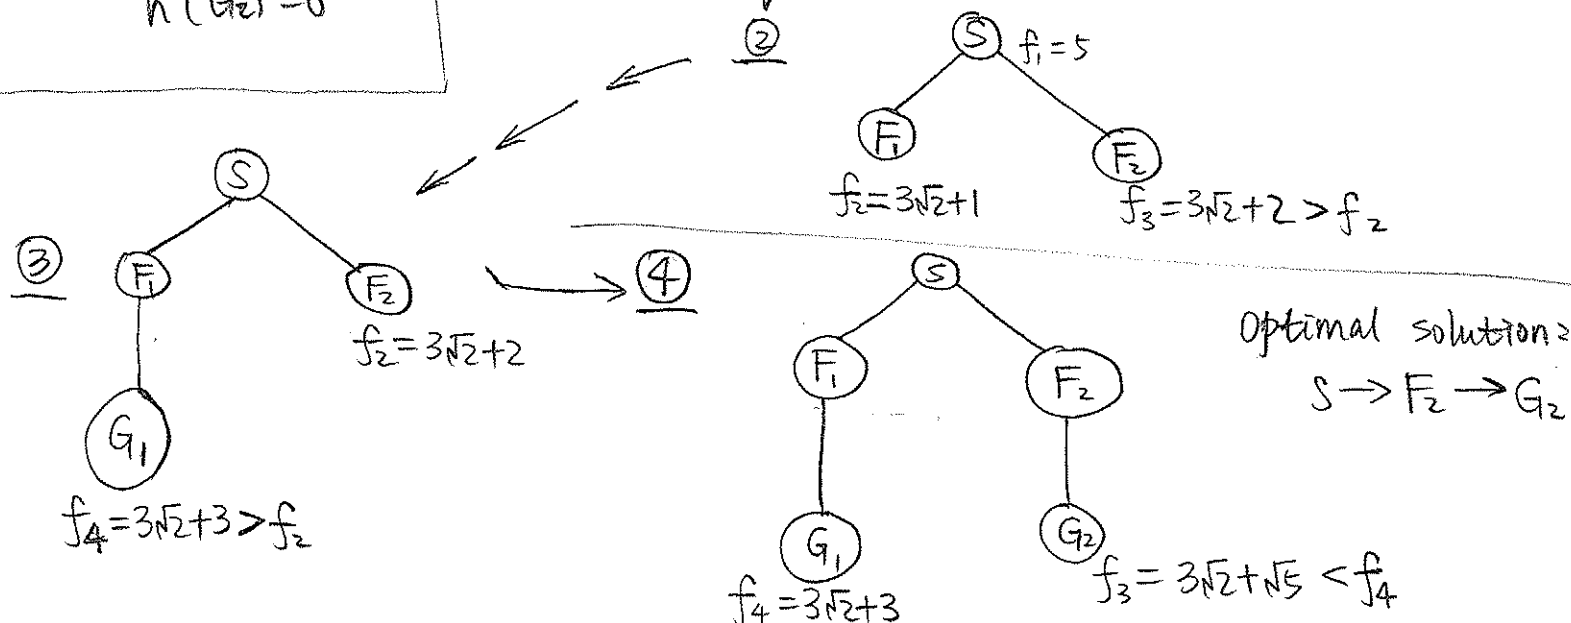 h(G₂)=0
②
S f₁=5
F₁
F₂
f₂=3√2+1
f₃=3√2+2>f₂
③
S
F₁
F₂
f₂=3√2+2
G₁
f₄=3√2+3>f₂
④
S
F₁
F₂
G₁
G₂
f₄=3√2+3
f₃=3√2+√5<f₄
Optimal solution:
S→F₂→G₂